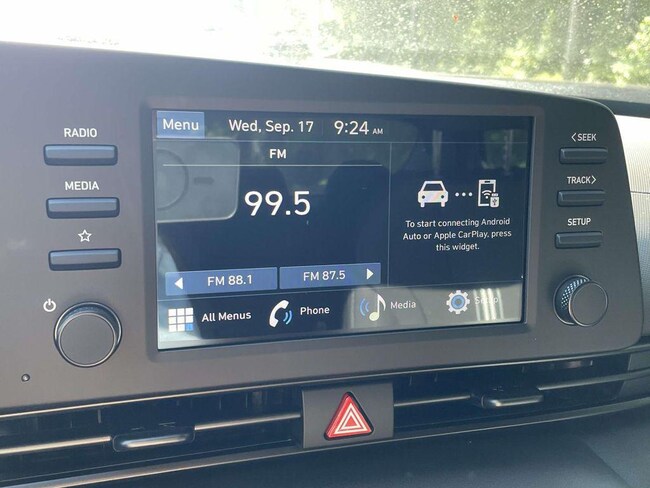 RADIO
MEDIA
Menu
Wed, Sep. 17
9:24 AM
FM
99.5
FM 88.1
FM 87.5
To start connecting Android
Auto or Apple CarPlay, press
this widget.
All Menus
Phone
Media
Setup
<SEEK
TRACK>
SETUP